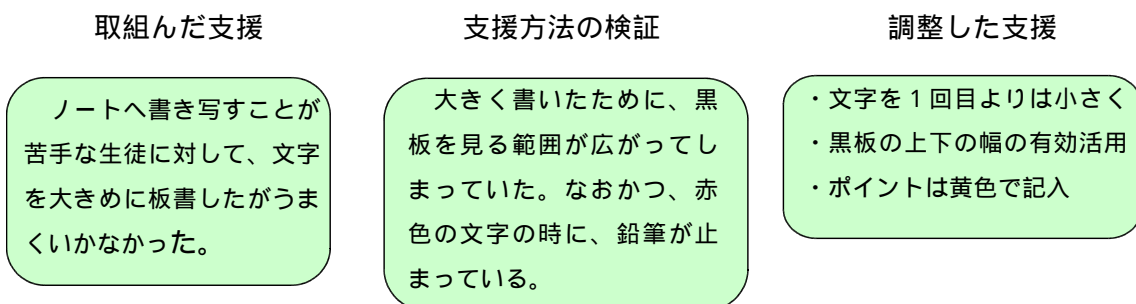 取組んだ支援
ノートへ書き写すことが
苦手な生徒に対して、文字
を大きめに板書したがうま
くいかなかった。
支援方法の検証
大きく書いたために、黒
板を見る範囲が広がってし
まっていた。なおかつ、赤
色の文字の時に、鉛筆が止
まっている。
調整した支援
・文字を1回目よりは小さく
・黒板の上下の幅の有効活用
・ポイントは黄色で記入